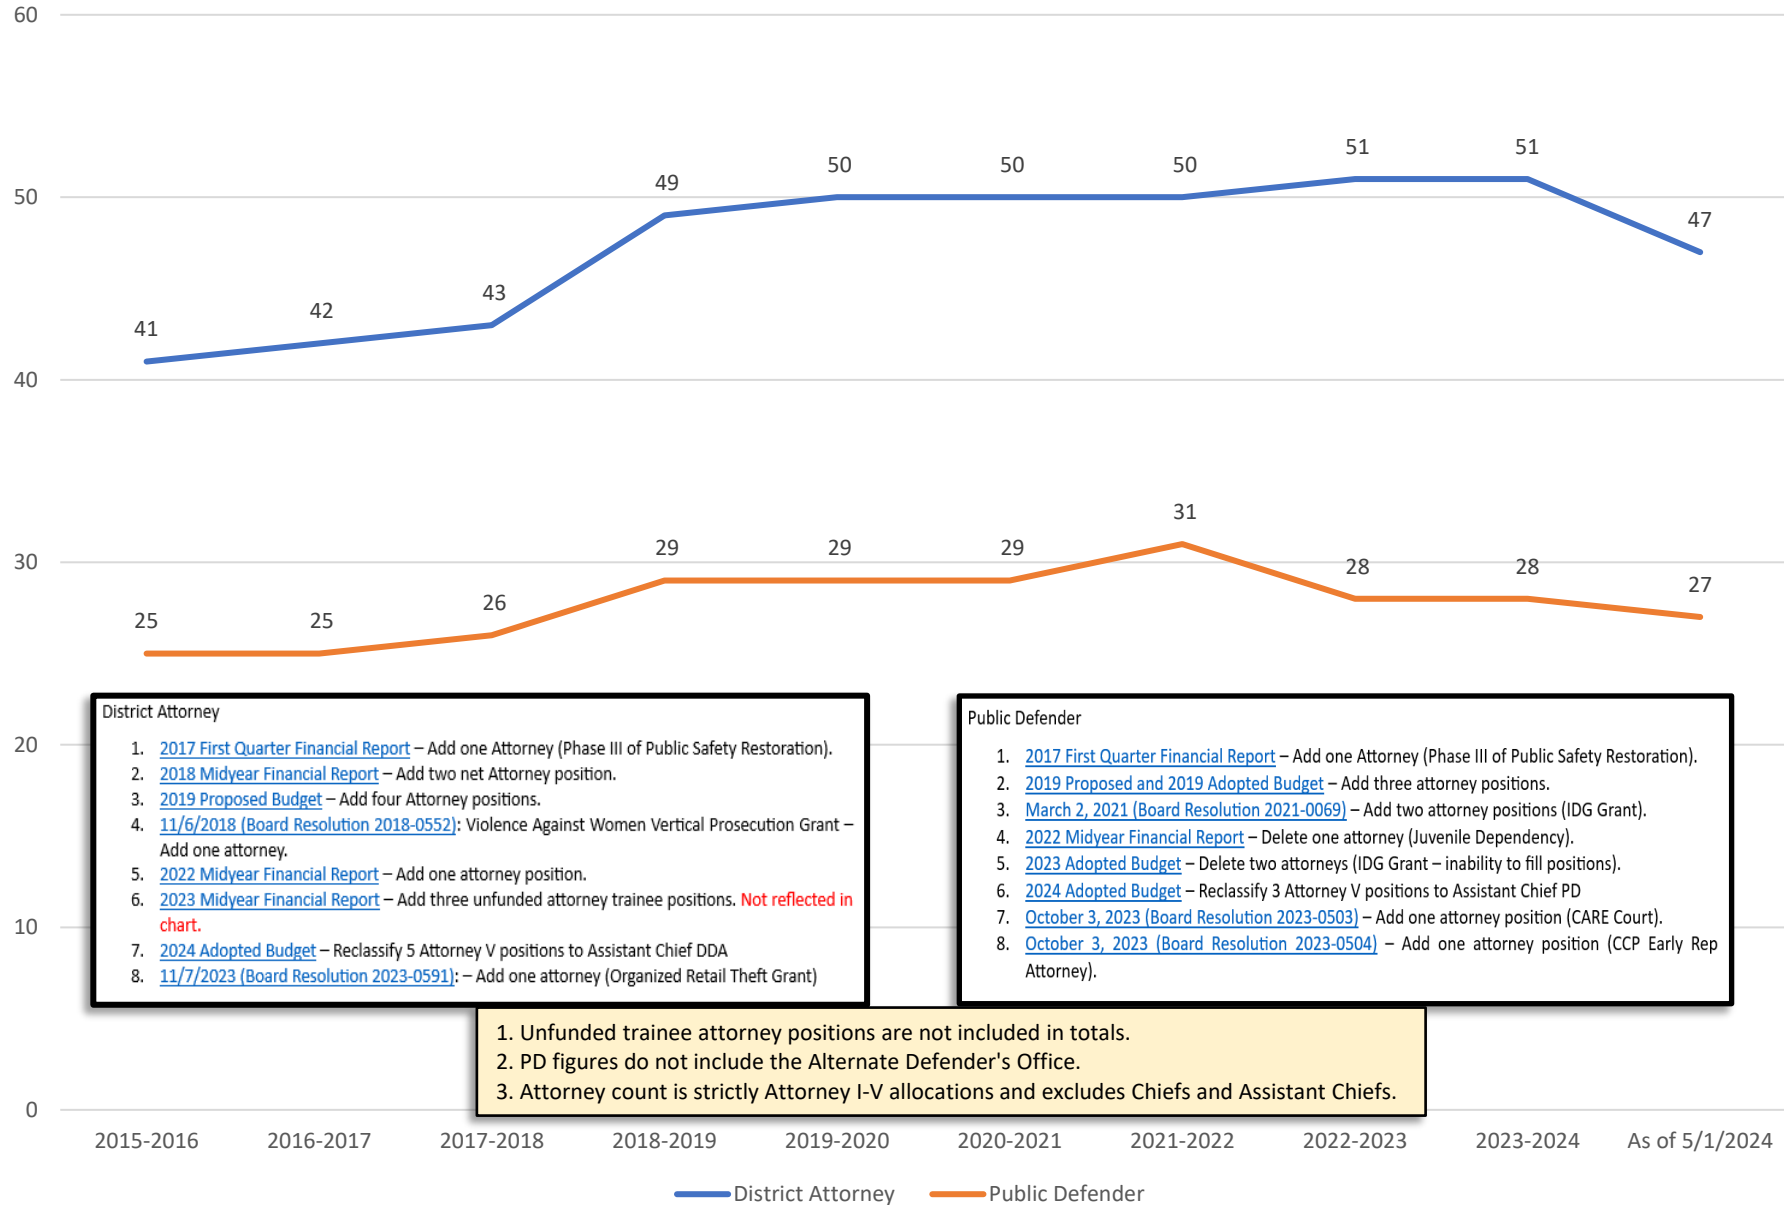 60
50
40
30
20
10
0
41
42
43
49
50
50
50
51
51
47
25
25
26
29
29
29
31
28
28
27
District Attorney
1. 2017 First Quarter Financial Report – Add one Attorney (Phase III of Public Safety Restoration).
2. 2018 Midyear Financial Report – Add two net Attorney position.
3. 2019 Proposed Budget – Add four Attorney positions.
4. 11/6/2018 (Board Resolution 2018-0552): Violence Against Women Vertical Prosecution Grant –
Add one attorney.
5. 2022 Midyear Financial Report – Add one attorney position.
6. 2023 Midyear Financial Report – Add three unfunded attorney trainee positions. Not reflected in
chart.
7. 2024 Adopted Budget – Reclassify 5 Attorney V positions to Assistant Chief DDA
8. 11/7/2023 (Board Resolution 2023-0591): – Add one attorney (Organized Retail Theft Grant)
Public Defender
1. 2017 First Quarter Financial Report – Add one Attorney (Phase III of Public Safety Restoration).
2. 2019 Proposed and 2019 Adopted Budget – Add three attorney positions.
3. March 2, 2021 (Board Resolution 2021-0069) – Add two attorney positions (IDG Grant).
4. 2022 Midyear Financial Report – Delete one attorney (Juvenile Dependency).
5. 2023 Adopted Budget – Delete two attorneys (IDG Grant – inability to fill positions).
6. 2024 Adopted Budget – Reclassify 3 Attorney V positions to Assistant Chief PD
7. October 3, 2023 (Board Resolution 2023-0503) – Add one attorney position (CARE Court).
8. October 3, 2023 (Board Resolution 2023-0504) – Add one attorney position (CCP Early Rep
Attorney).
1. Unfunded trainee attorney positions are not included in totals.
2. PD figures do not include the Alternate Defender's Office.
3. Attorney count is strictly Attorney I-V allocations and excludes Chiefs and Assistant Chiefs.
2015-2016
2016-2017
2017-2018
2018-2019
2019-2020
2020-2021
2021-2022
2022-2023
2023-2024
As of 5/1/2024
District Attorney
Public Defender